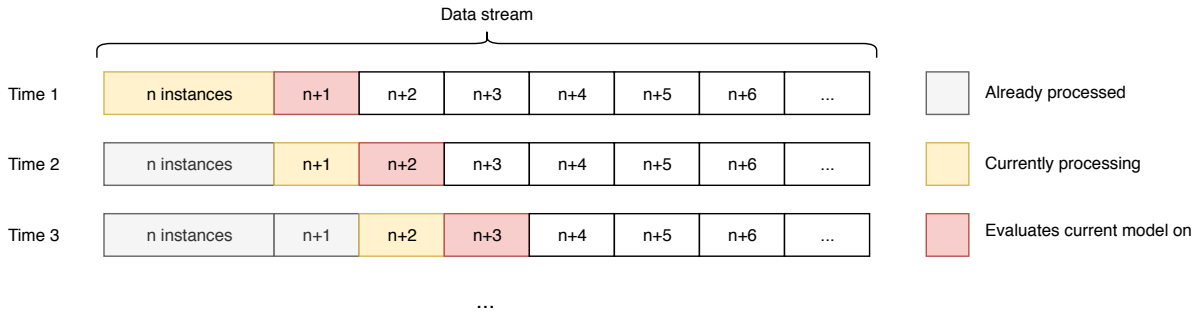 Data stream
Time 1 n instances n+1 n+2 n+3 n+4 n+5 n+6 ... Already processed
Time 2 n instances n+1 n+2 n+3 n+4 n+5 n+6 ... Currently processing
Time 3 n instances n+1 n+2 n+3 n+4 n+5 n+6 ... Evaluates current model on
...